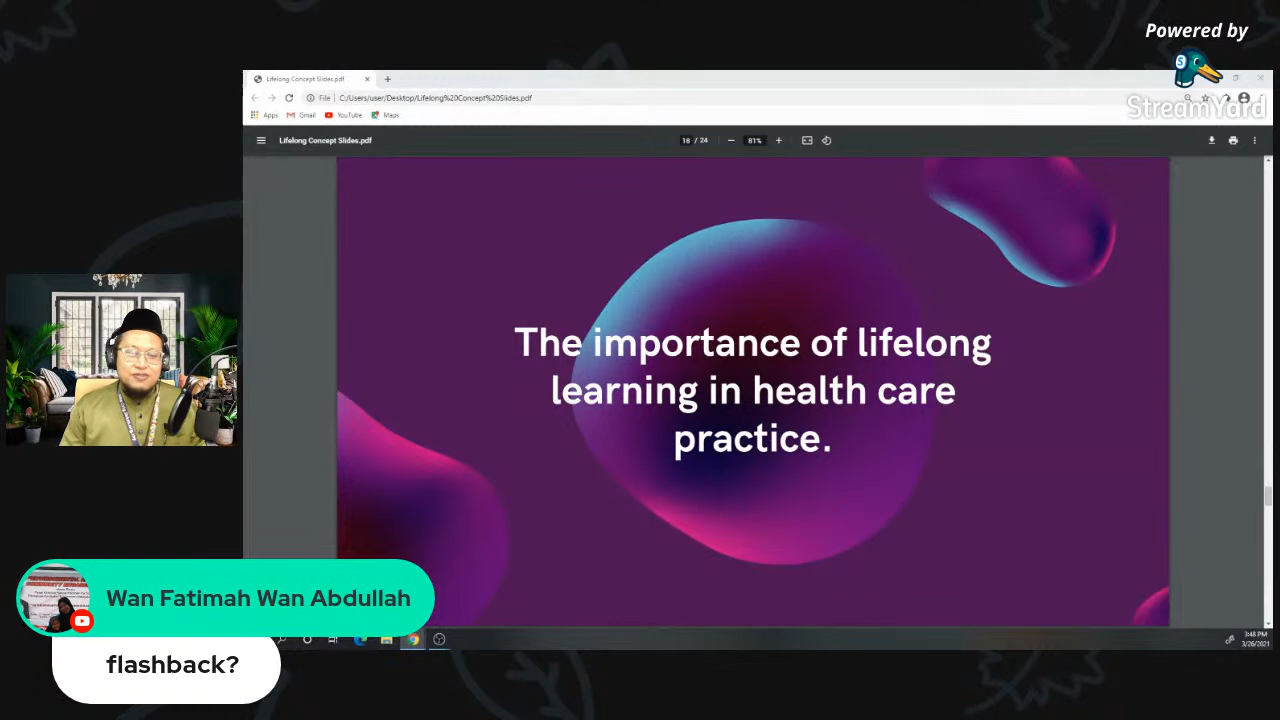 Powered by
StreamYard
Lifelong Concept Slides.pdf
File
C:/Users/user/Desktop/Lifelong%20Concept%20Slides.pdf
Apps
Gmail
YouTube
Maps
Lifelong Concept Slides.pdf
18 / 24
81%
The importance of lifelong
learning in health care
practice.
Wan Fatimah Wan Abdullah
flashback?
3:48 PM
3/26/2021